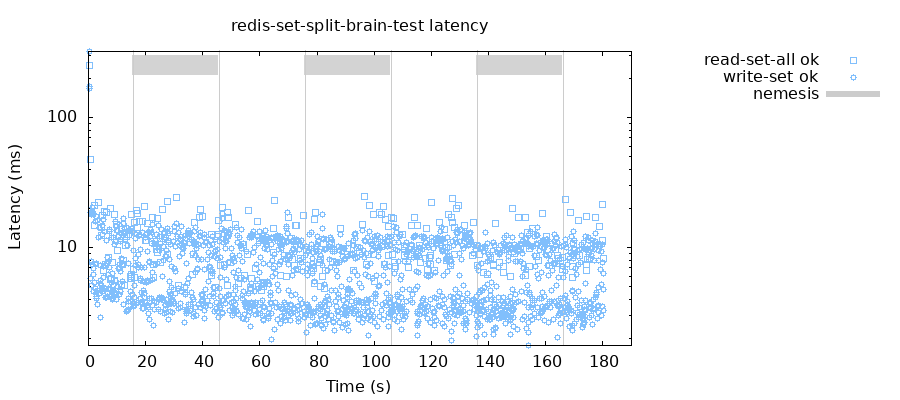 redis-set-split-brain-test latency
read-set-all ok
write-set ok
nemesis
100
10
Latency (ms)
0 20 40 60 80 100 120 140 160 180
Time (s)